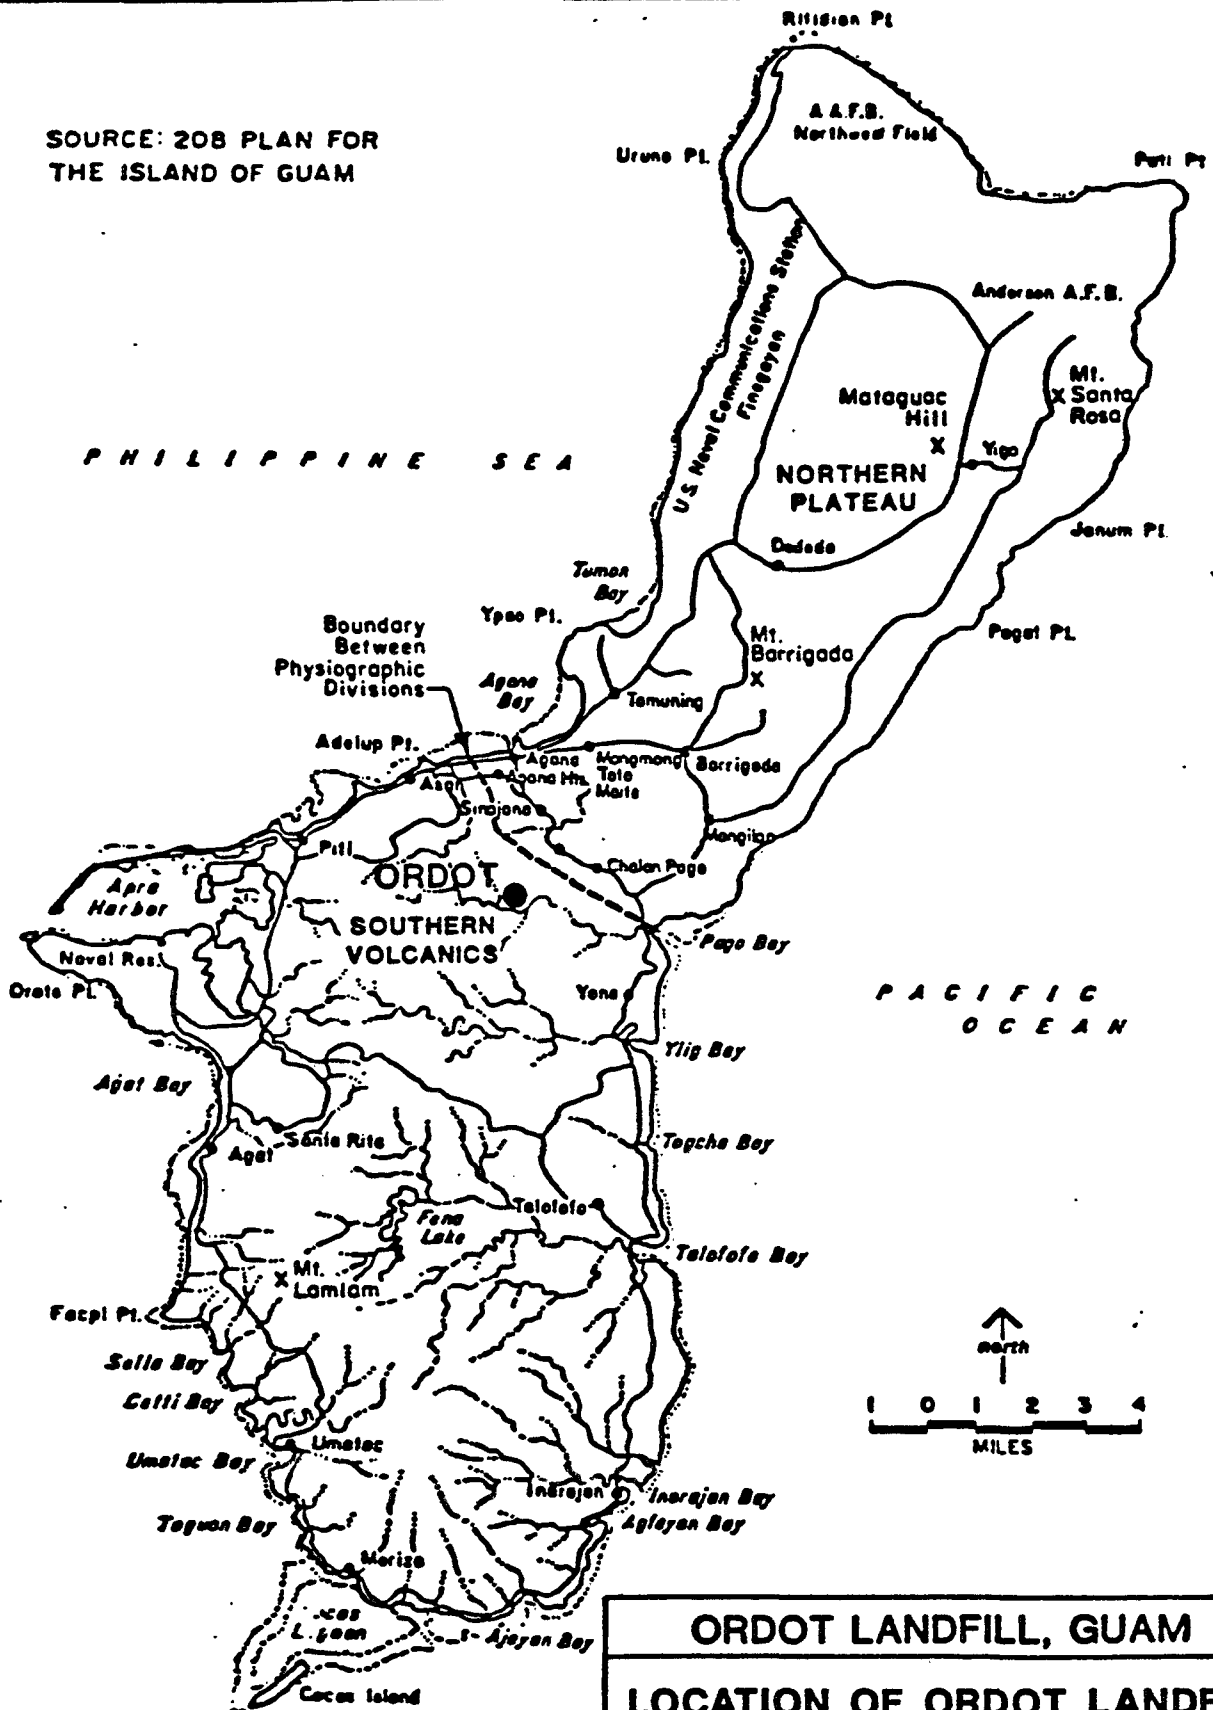 Ritidian Pt
A A.F.B.
Northwest Field
SOURCE: 208 PLAN FOR
THE ISLAND OF GUAM
Uruno Pt.
Pati Pt
U.S. Naval Communications Station
Finegayan
Anderson A.F.B.
Mt.
Santa
Rosa
Mataguac
Hill
X
X
Yigo
PHILIPPINE SEA
NORTHERN
PLATEAU
Janum Pt.
Dededo
Tumon
Bay
Ypao Pt.
Boundary
Between
Physiographic
Divisions
Mt.
Barrigada
X
Pagat Pt.
Agana
Bay
Tamuning
Adelup Pt.
Agana
Mongmong
Toto
Maite
Barrigada
Asan
Agana Hts.
Sinajana
Mangilao
Piti
Chalan Pago
ORDOT
Apra
Harbor
SOUTHERN
VOLCANICS
Pago Bay
Naval Res.
Orote Pt.
Yona
PACIFIC
OCEAN
Ylig Bay
Agat Bay
Santa Rita
Agat
Togcha Bay
Talofofo
Fena
Lake
Talofofo Bay
Mt.
Lamlam
X
Facpi Pt.
north
Sella Bay
Cetti Bay
1 0 1 2 3 4
MILES
Umatac
Umatac Bay
Inarajan
Inarajan Bay
Agfayan Bay
Toguan Bay
Merizo
Ajayan Bay
Cocos Island
ORDOT LANDFILL, GUAM
LOCATION OF ORDOT LANDF